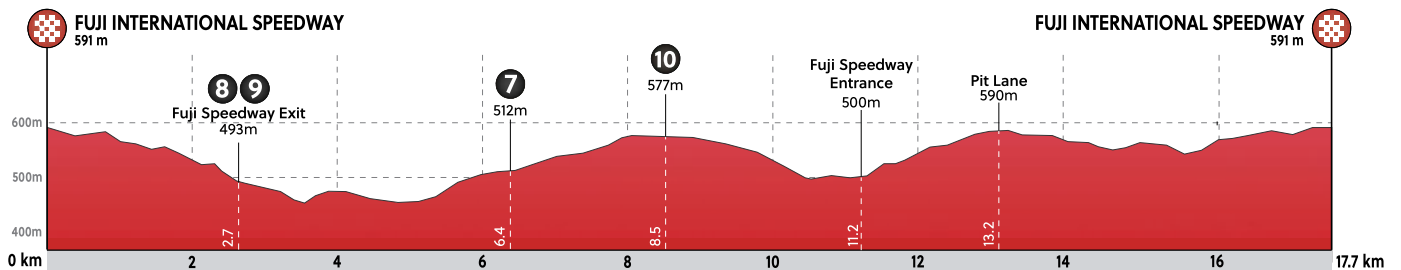 FUJI INTERNATIONAL SPEEDWAY
591 m
FUJI INTERNATIONAL SPEEDWAY
591 m
8 9
Fuji Speedway Exit
493m
7
512m
10
577m
Fuji Speedway
Entrance
500m
Pit Lane
590m
600m
500m
400m
2.7
6.4
8.5
11.2
13.2
0 km
2
4
6
8
10
12
14
16
17.7 km